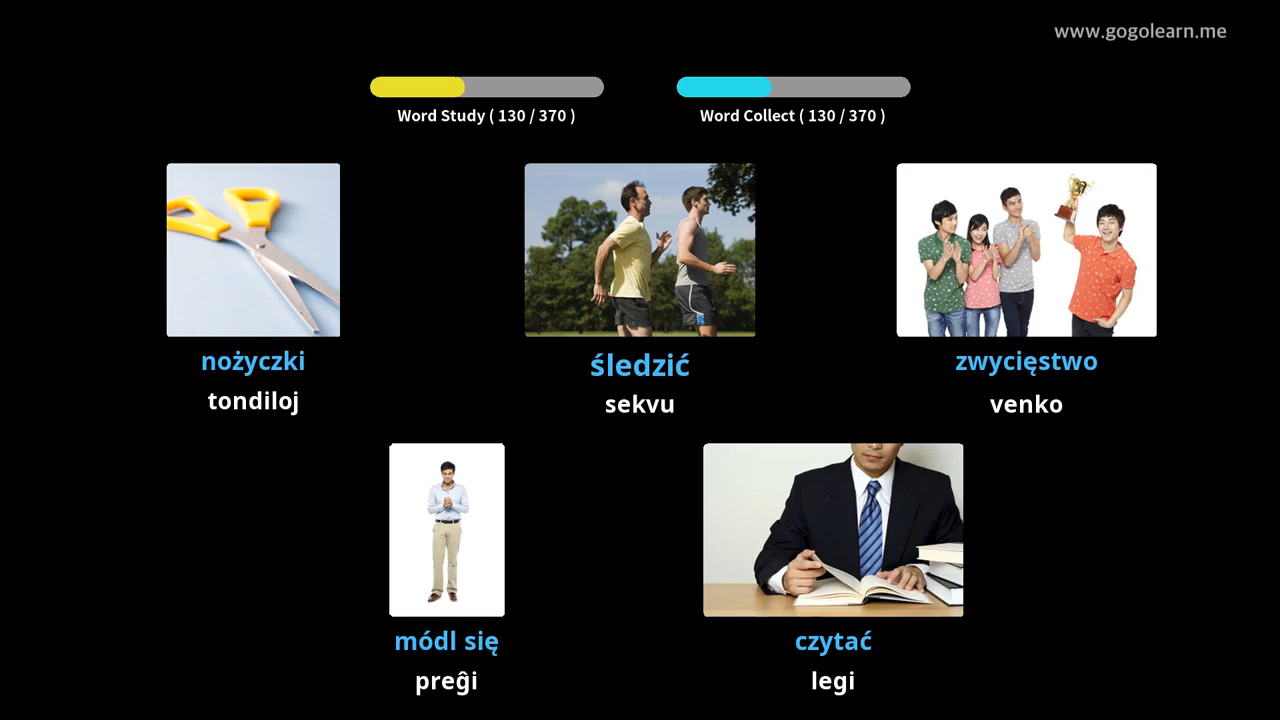 www.gogolearn.me
Word Study ( 130 / 370 )
Word Collect ( 130 / 370 )
nożyczki
tondiloj
śledzić
sekvu
zwycięstwo
venko
módl się
preĝi
czytać
legi